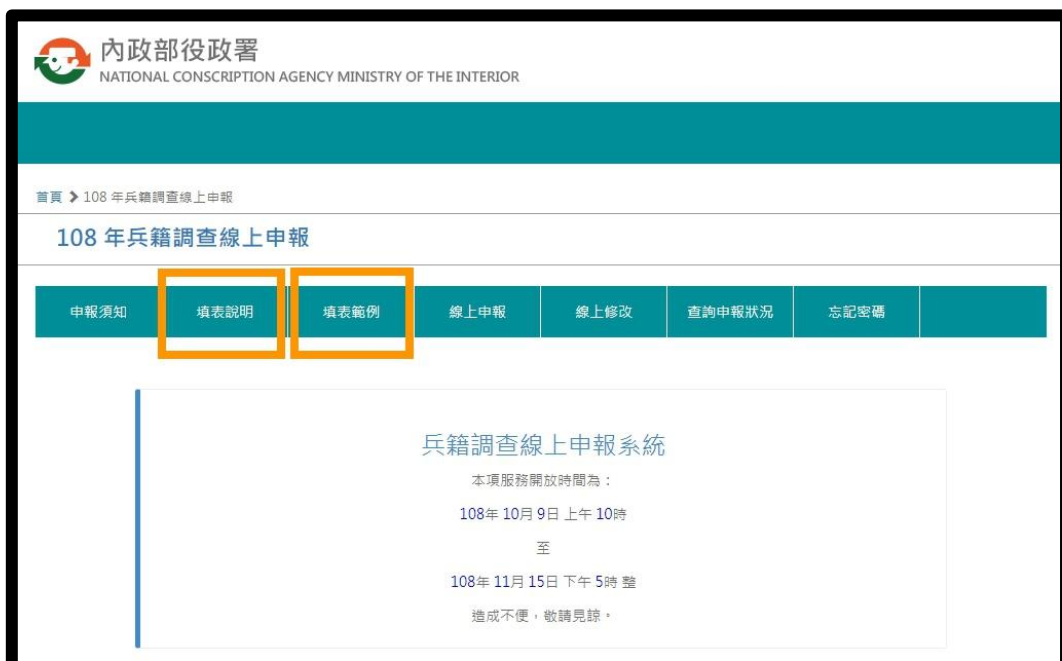 內政部役政署
NATIONAL CONSCRIPTION AGENCY MINISTRY OF THE INTERIOR
首頁 > 108 年兵籍調查線上申報
108 年兵籍調查線上申報
申報須知 填表說明 填表範例 線上申報 線上修改 查詢申報狀況 忘記密碼
兵籍調查線上申報系統
本項服務開放時間為：
108年 10月 9日 上午 10時
至
108年 11月 15日 下午 5時 整
造成不便，敬請見諒。